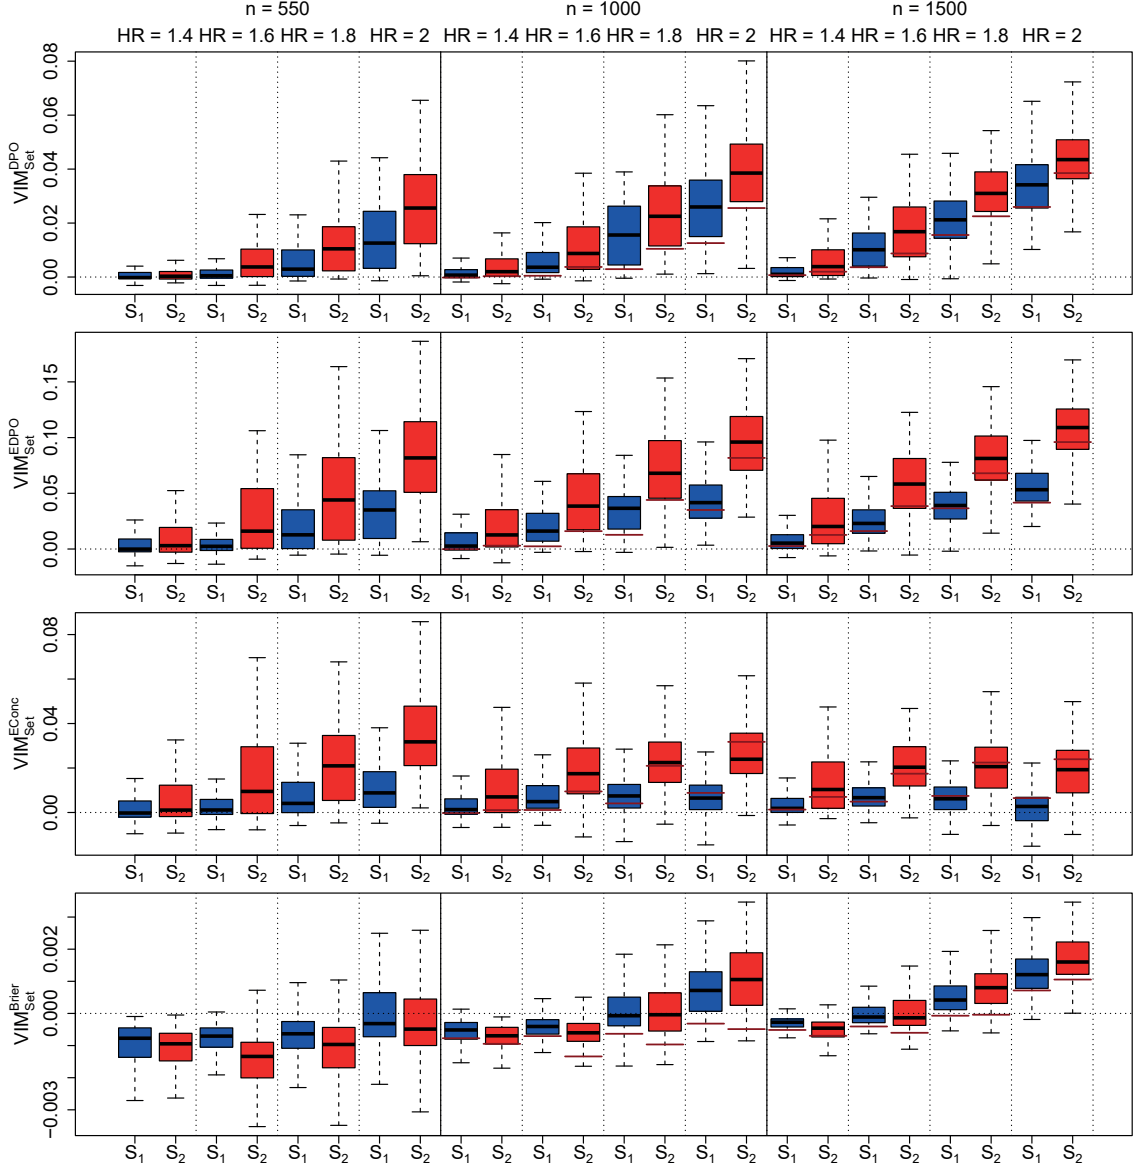 n = 550 n = 1000 n = 1500
HR = 1.4 HR = 1.6 HR = 1.8 HR = 2 HR = 1.4 HR = 1.6 HR = 1.8 HR = 2 HR = 1.4 HR = 1.6 HR = 1.8 HR = 2
VIM^DPO_Set
0.08
0.06
0.04
0.02
0.00
S1 S2 S1 S2 S1 S2 S1 S2 S1 S2 S1 S2 S1 S2 S1 S2 S1 S2 S1 S2 S1 S2 S1 S2
VIM^EDPO_Set
0.15
0.10
0.05
0.00
S1 S2 S1 S2 S1 S2 S1 S2 S1 S2 S1 S2 S1 S2 S1 S2 S1 S2 S1 S2 S1 S2 S1 S2
VIM^EConc_Set
0.08
0.04
0.00
S1 S2 S1 S2 S1 S2 S1 S2 S1 S2 S1 S2 S1 S2 S1 S2 S1 S2 S1 S2 S1 S2 S1 S2
VIM^Brier_Set
0.002
0.000
−0.003
S1 S2 S1 S2 S1 S2 S1 S2 S1 S2 S1 S2 S1 S2 S1 S2 S1 S2 S1 S2 S1 S2 S1 S2